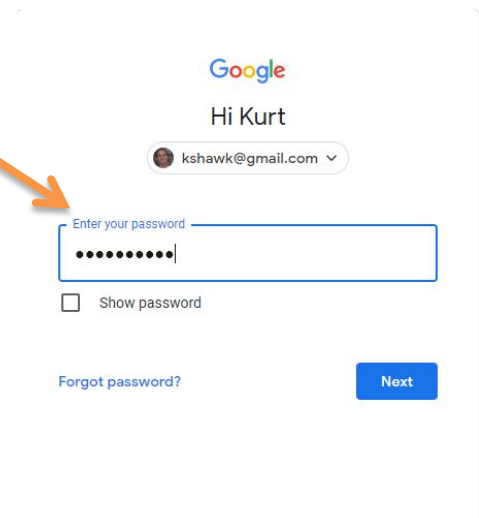 Google
Hi Kurt
kshawk@gmail.com
Enter your password
••••••••••
Show password
Forgot password?
Next